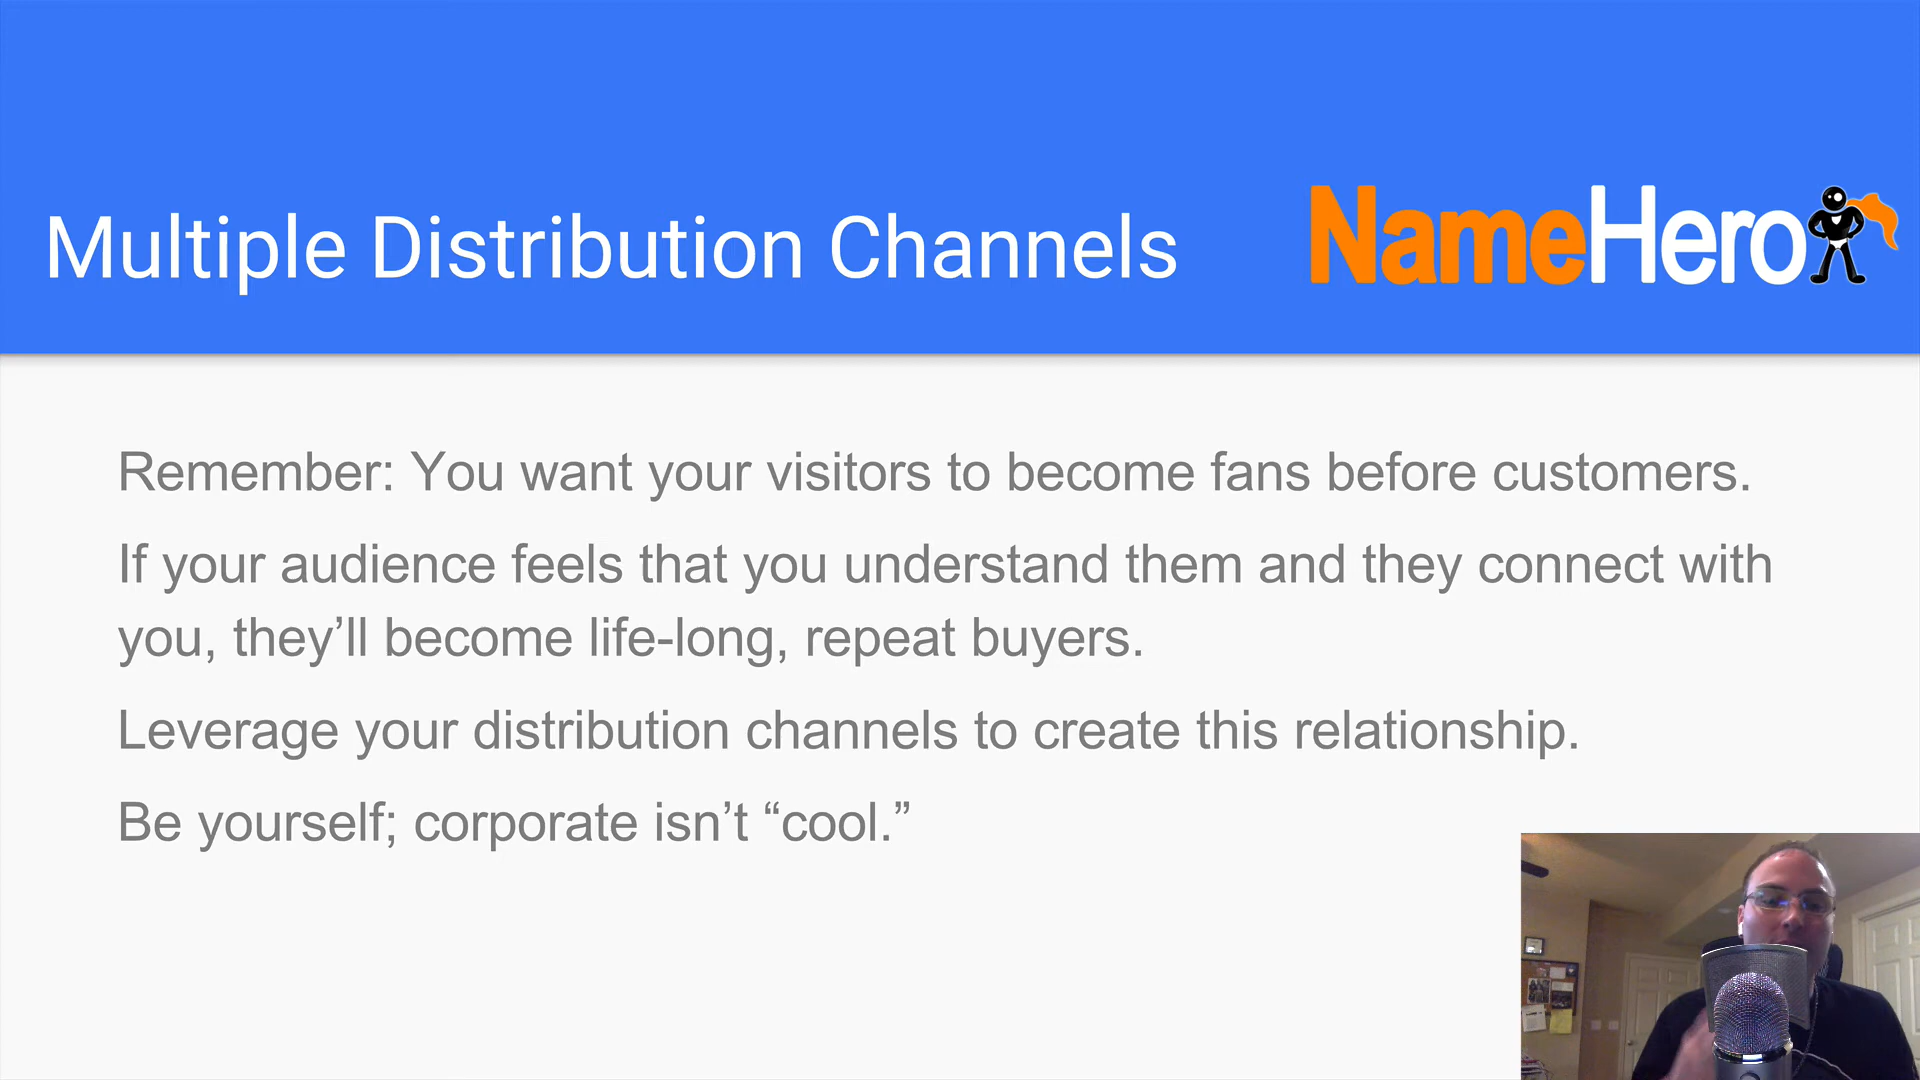 Multiple Distribution Channels
NameHero
Remember: You want your visitors to become fans before customers.
If your audience feels that you understand them and they connect with
you, they’ll become life-long, repeat buyers.
Leverage your distribution channels to create this relationship.
Be yourself; corporate isn’t “cool.”